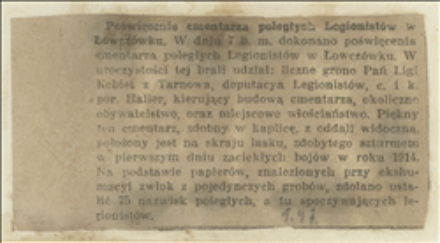 Poświęcenie cmentarza poległych Legionistów w
Łowczówku. W dniu 7 b. m. dokonano poświęcenia
cmentarza poległych Legionistów w Łowczówku. W
uroczystości tej brali udział: liczne grono Pań Ligi
Kobiet z Tarnowa, deputacya Legionistów, c. i k.
por. Haller, kierujący budową cmentarza, okoliczne
obywatelstwo, oraz miejscowe włościaństwo. Piękny
ten cmentarz, zdobny w kaplicę, z oddali widoczną,
położony jest na skraju lasku, zdobytego szturmem
w pierwszym dniu zaciekłych bojów w roku 1914.
Na podstawie papierów, znalezionych przy ekshu-
macyi zwłok z pojedynczych grobów, zdołano usta-
lić 75 nazwisk poległych, a tu spoczywających le-
gionistów.